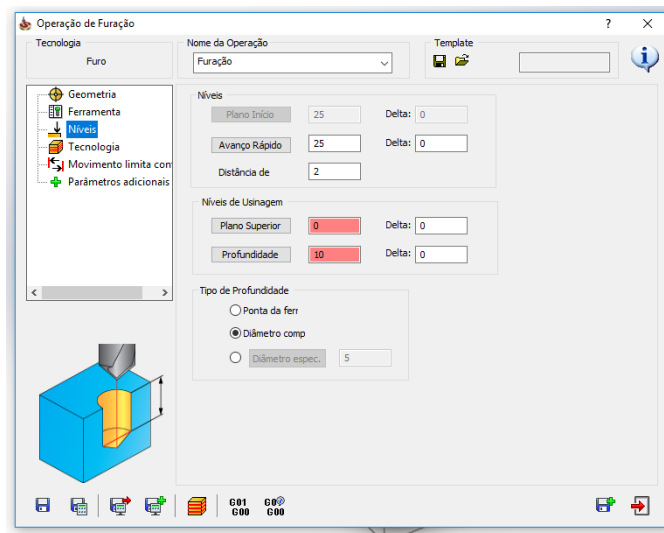 Operação de Furação
Tecnologia
Furo
Nome da Operação
Furação
Template
Geometria
Ferramenta
Níveis
Tecnologia
Movimento limita con
Parâmetros adicionais
Níveis
Plano Início 25 Delta: 0
Avanço Rápido 25 Delta: 0
Distância de 2
Níveis de Usinagem
Plano Superior 0 Delta: 0
Profundidade 10 Delta: 0
Tipo de Profundidade
Ponta da ferr
Diâmetro comp
Diâmetro espec. 5
G01 G00
G00 G00